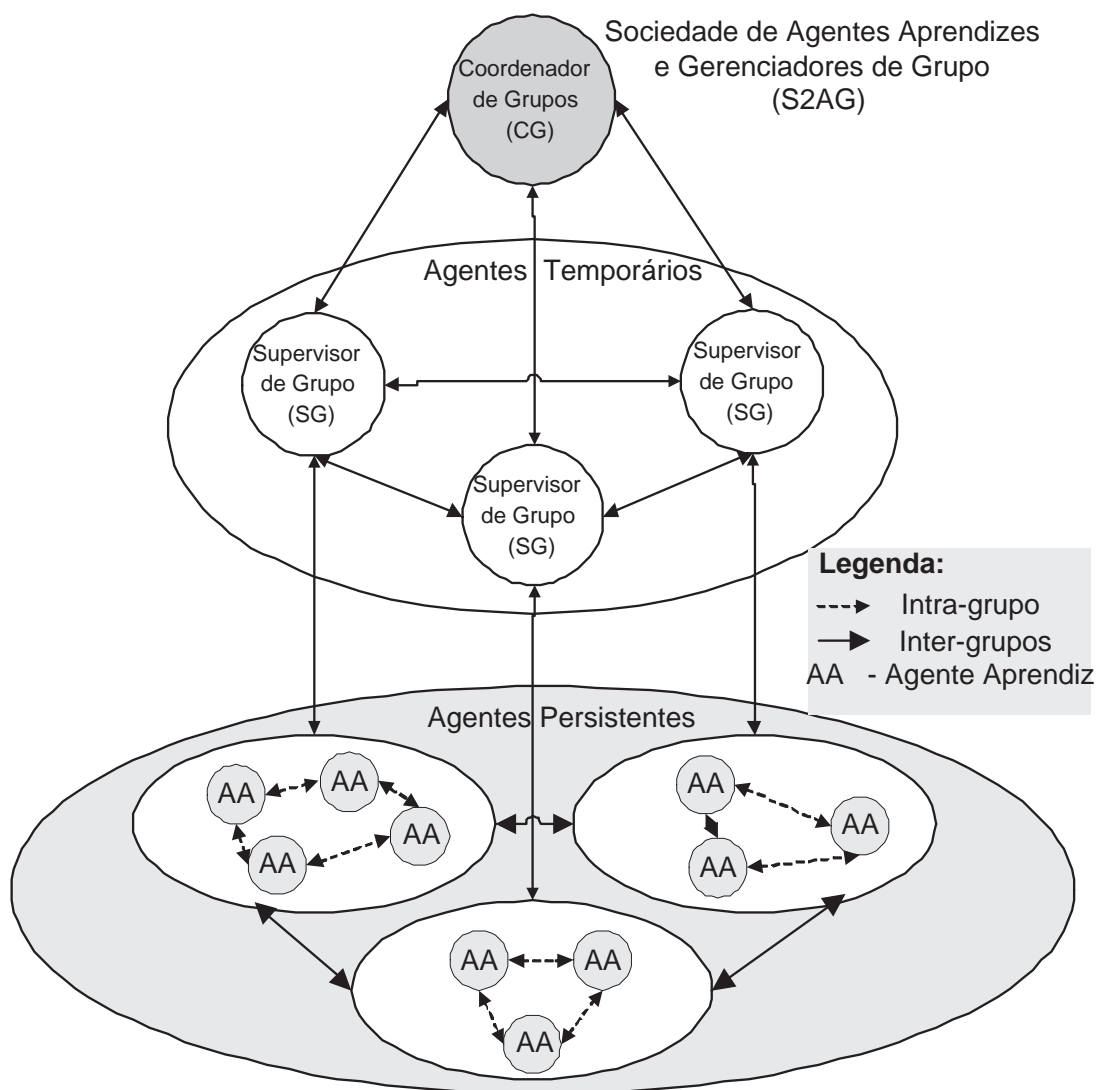 Sociedade de Agentes Aprendizes
e Gerenciadores de Grupo
(S2AG)
Coordenador
de Grupos
(CG)
Agentes Temporários
Supervisor
de Grupo
(SG)
Supervisor
de Grupo
(SG)
Supervisor
de Grupo
(SG)
Legenda:
Intra-grupo
Inter-grupos
AA - Agente Aprendiz
Agentes Persistentes
AA
AA
AA
AA
AA
AA
AA
AA
AA
AA